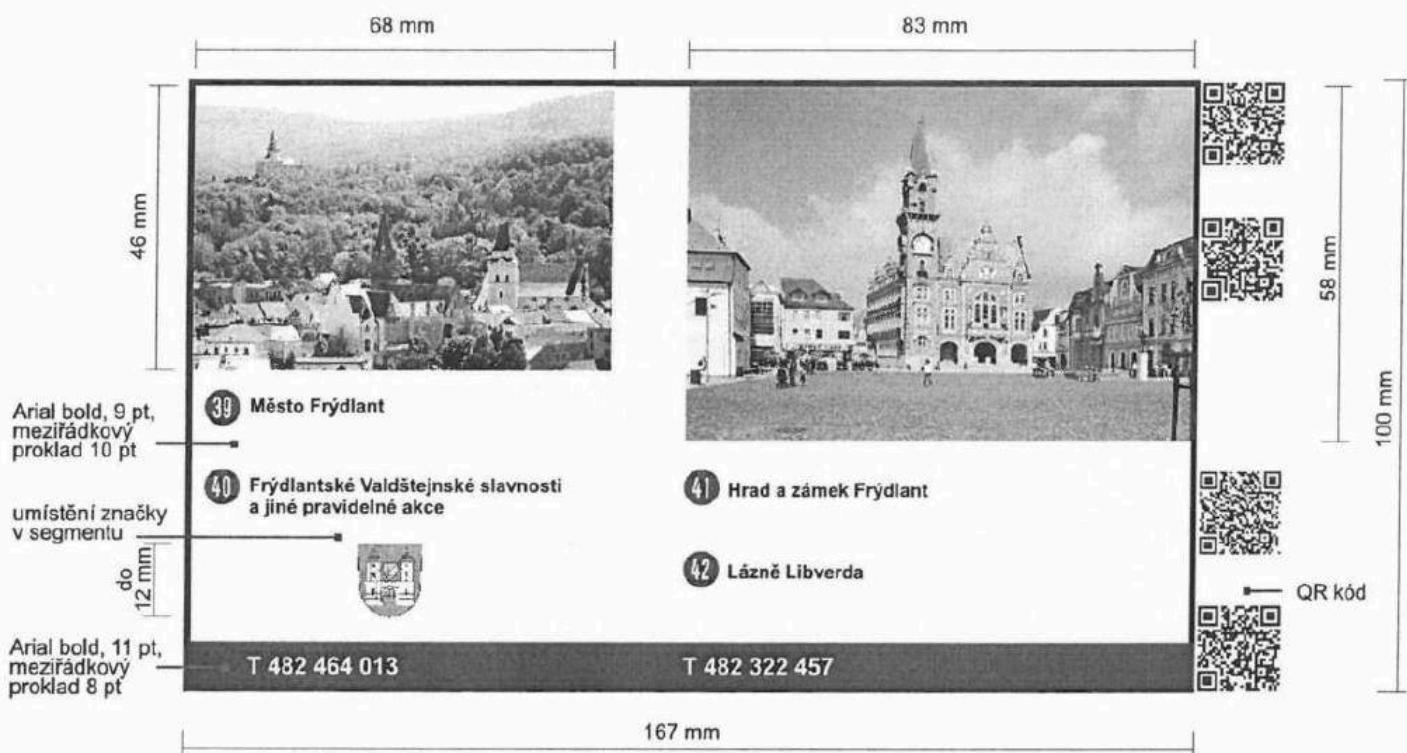 68 mm
83 mm
46 mm
58 mm
100 mm
39 Město Frýdlant
Arial bold, 9 pt,
meziřádkový
proklad 10 pt
40 Frýdlantské Valdštejnské slavnosti
a jiné pravidelné akce
41 Hrad a zámek Frýdlant
umístění značky
v segmentu
do
12 mm
42 Lázně Libverda
QR kód
Arial bold, 11 pt,
meziřádkový
proklad 8 pt
T 482 464 013
T 482 322 457
167 mm